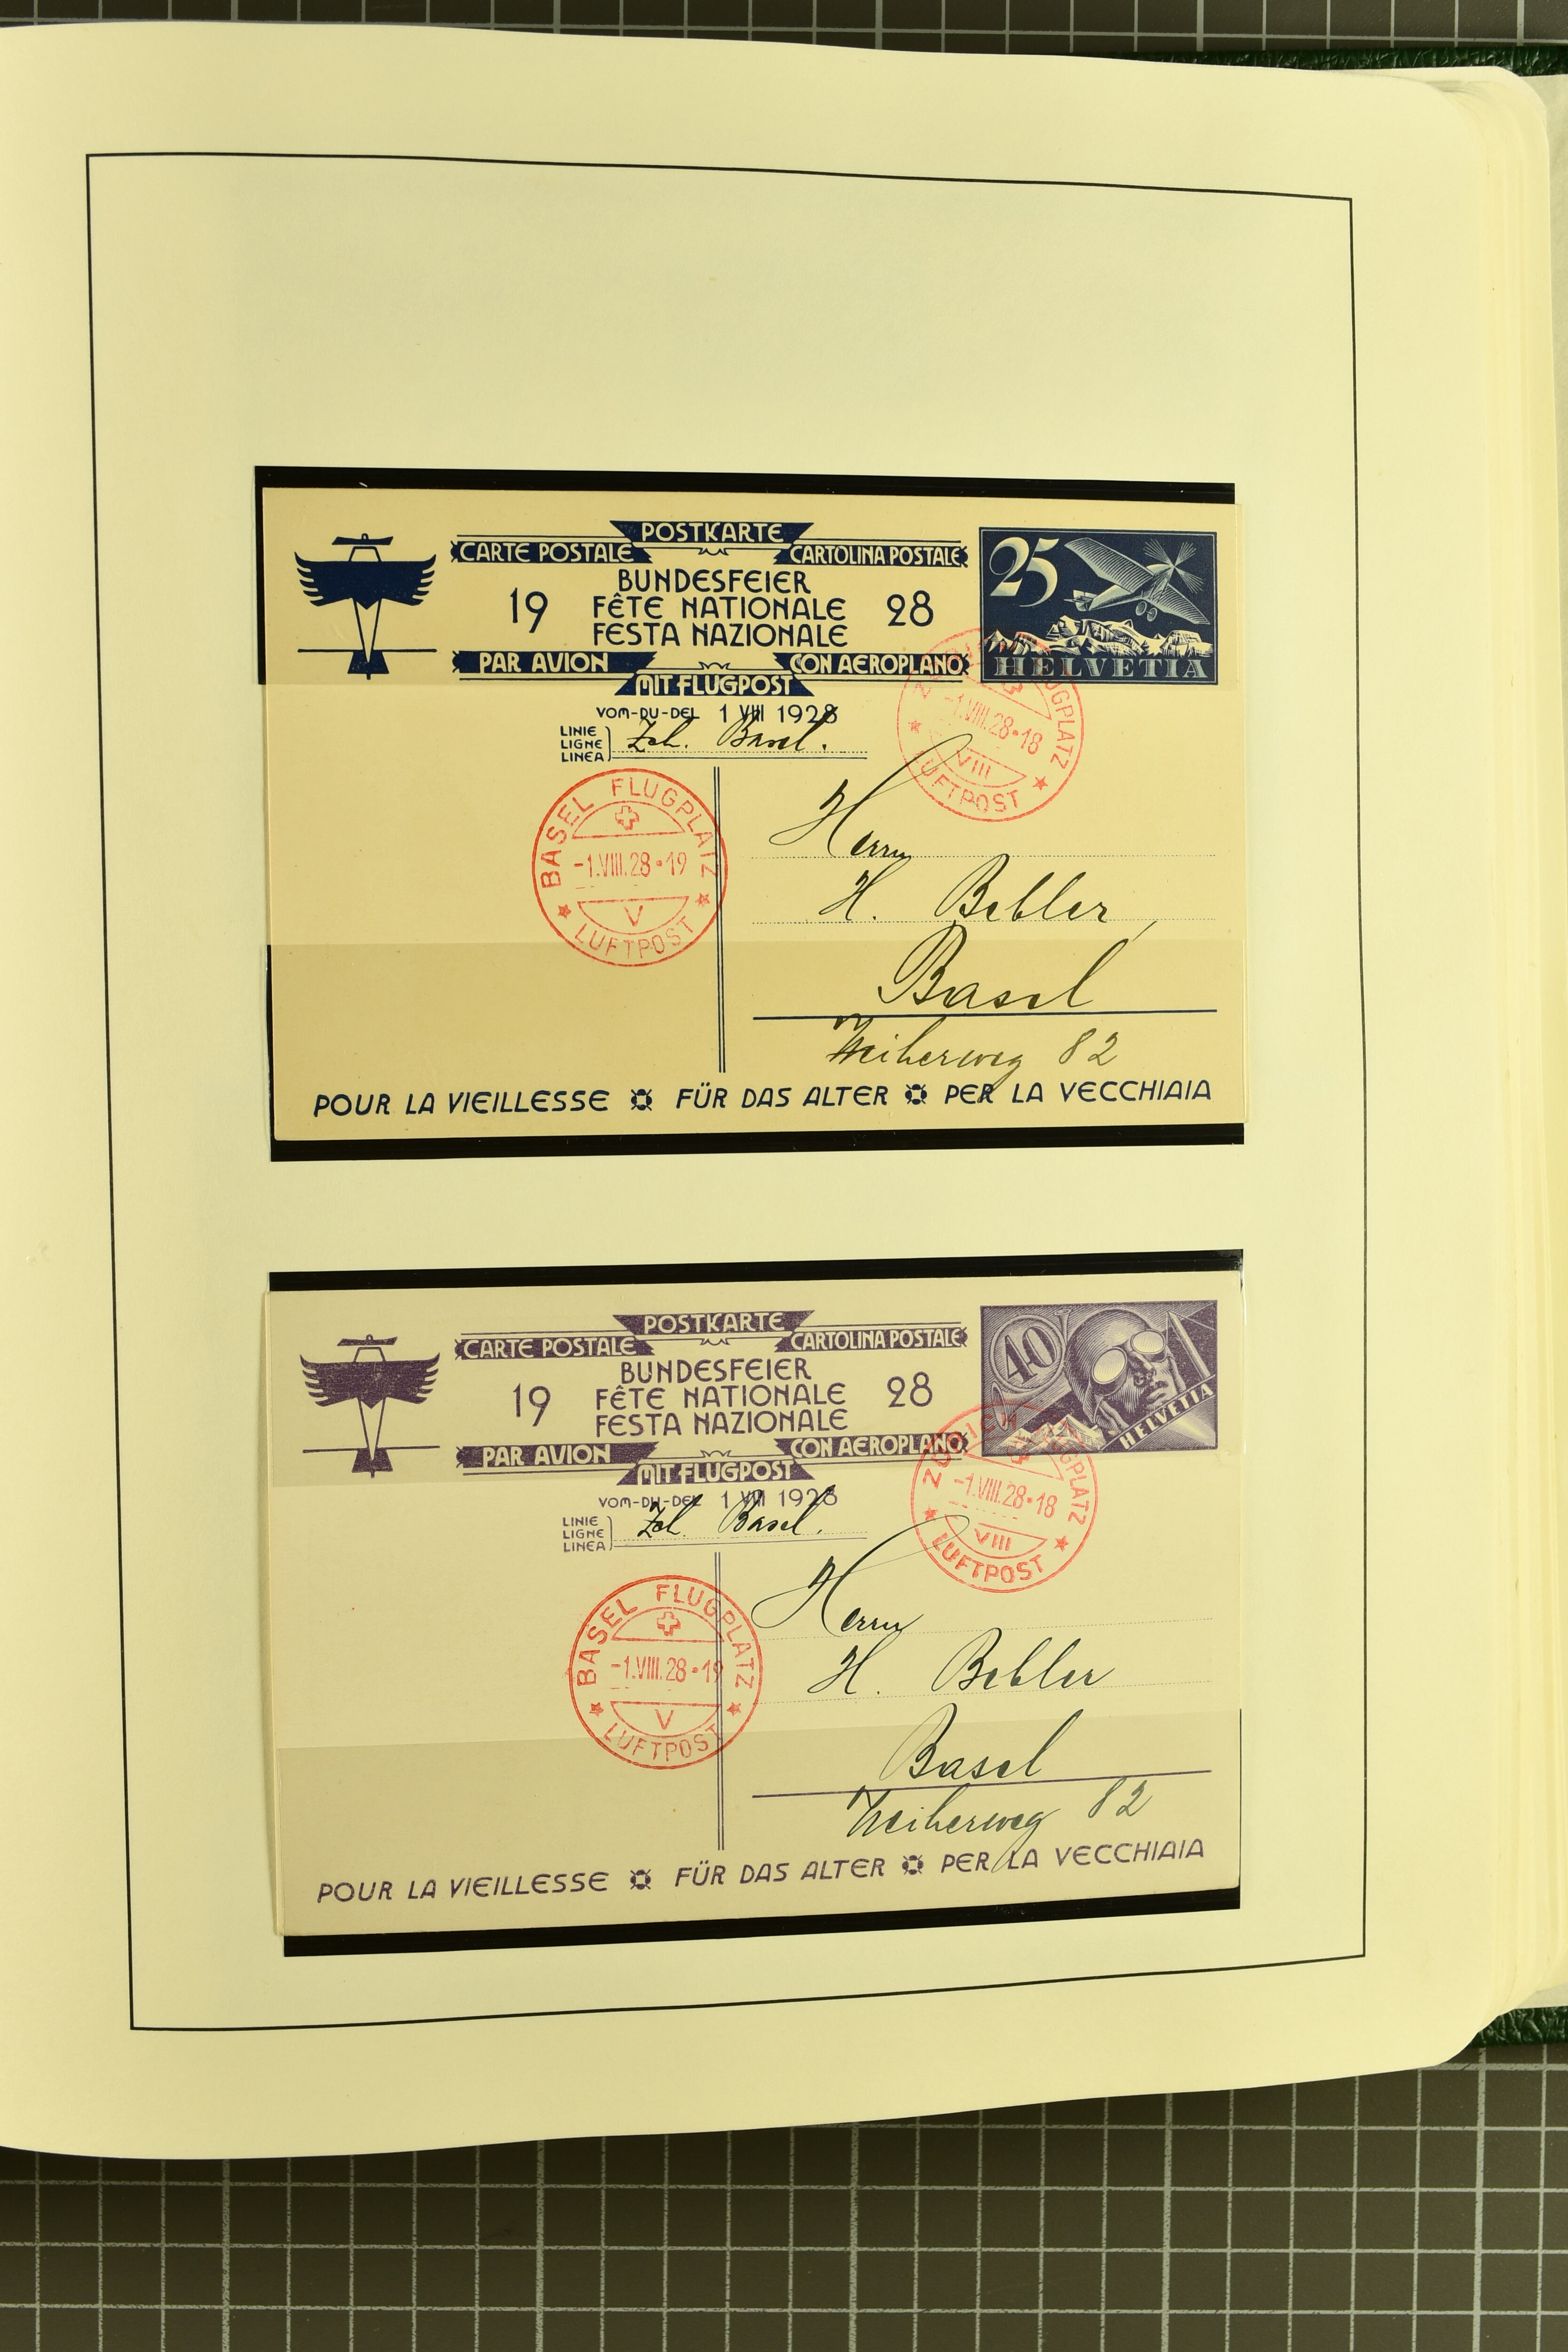 POSTKARTE
CARTE POSTALE CARTOLINA POSTALE
BUNDESFEIER
19 FÊTE NATIONALE 28
FESTA NAZIONALE
PAR AVION CON AEROPLANO
MIT FLUGPOST
25
HELVETIA
VOM-DU-DEL 1 VIII 1928
LINIE
LIGNE
LINEA
Zch. Basel.
ZÜRICH FLUGPLATZ
-1.VIII.28-18
VIII
LUFTPOST
BASEL FLUGPLATZ
-1.VIII.28-19
V
LUFTPOST
Herrn
H. Bebler,
Basel
Weiherweg 82
POUR LA VIEILLESSE FÜR DAS ALTER PER LA VECCHIAIA
POSTKARTE
CARTE POSTALE CARTOLINA POSTALE
BUNDESFEIER
19 FÊTE NATIONALE 28
FESTA NAZIONALE
PAR AVION CON AEROPLANO
MIT FLUGPOST
40
HELVETIA
VOM-DU-DEL 1 VIII 1928
LINIE
LIGNE
LINEA
Zch. Basel.
ZÜRICH FLUGPLATZ
-1.VIII.28-18
VIII
LUFTPOST
BASEL FLUGPLATZ
-1.VIII.28-19
V
LUFTPOST
Herrn
H. Bebler
Basel
Weiherweg 82
POUR LA VIEILLESSE FÜR DAS ALTER PER LA VECCHIAIA